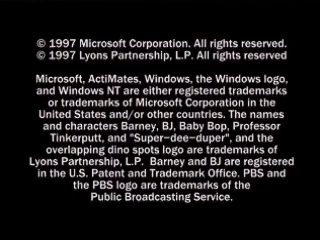 © 1997 Microsoft Corporation. All rights reserved.
© 1997 Lyons Partnership, L.P. All rights reserved
Microsoft, ActiMates, Windows, the Windows logo,
and Windows NT are either registered trademarks
or trademarks of Microsoft Corporation in the
United States and/or other countries. The names
and characters Barney, BJ, Baby Bop, Professor
Tinkerputt, and "Super-dee-duper", and the
overlapping dino spots logo are trademarks of
Lyons Partnership, L.P. Barney and BJ are registered
in the U.S. Patent and Trademark Office. PBS and
the PBS logo are trademarks of the
Public Broadcasting Service.